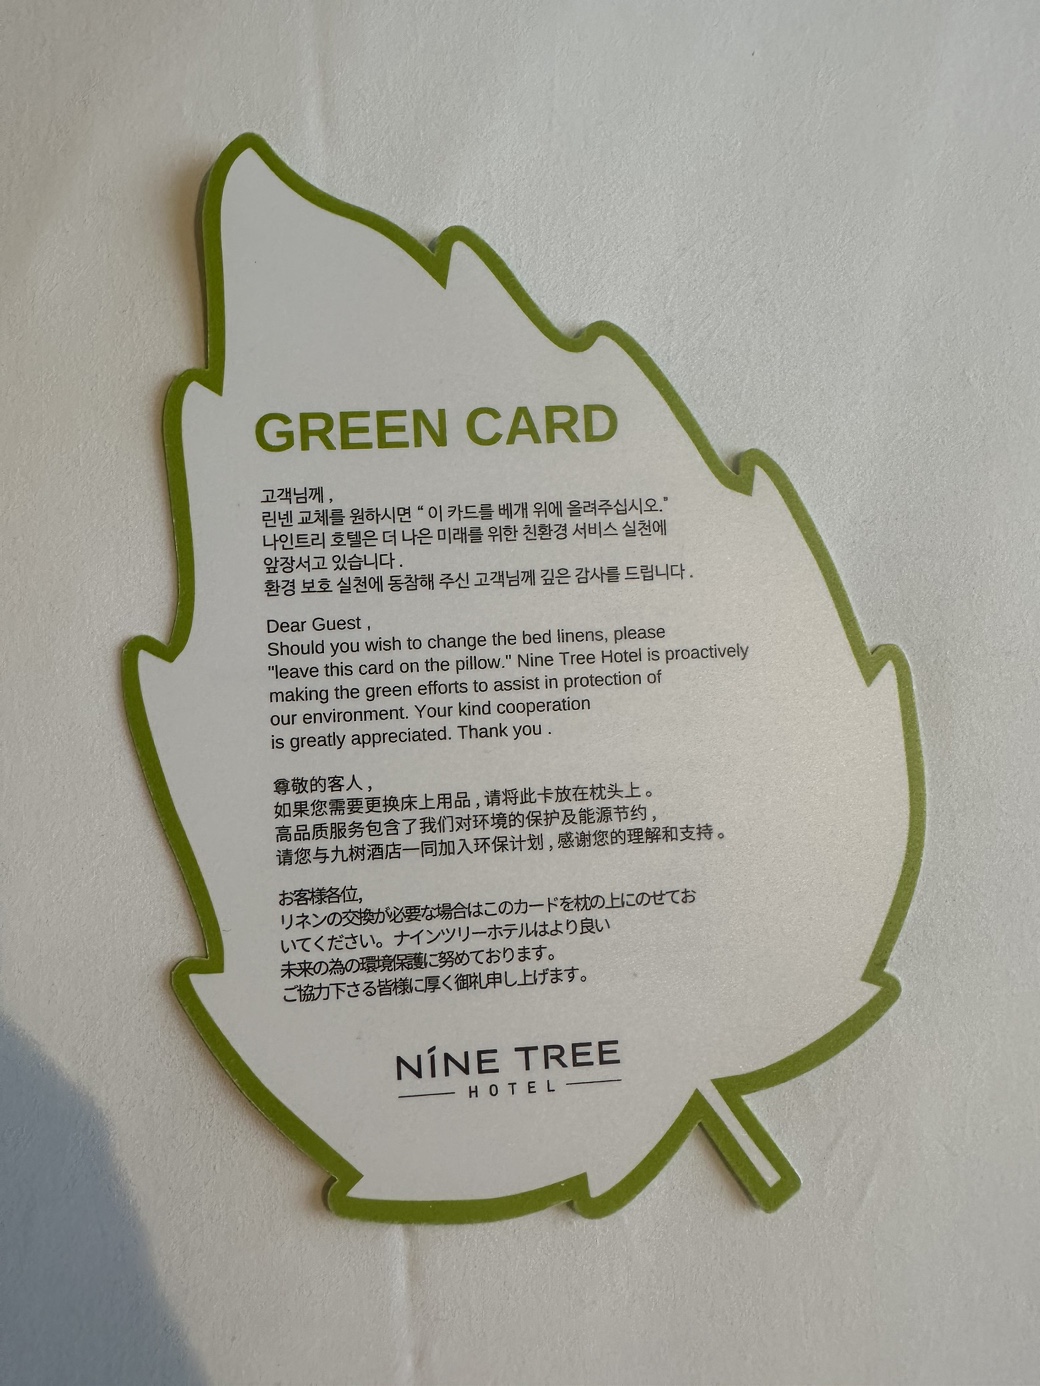 GREEN CARD
고객님께 ,
린넨 교체를 원하시면 “ 이 카드를 베개 위에 올려주십시오.”
나인트리 호텔은 더 나은 미래를 위한 친환경 서비스 실천에
앞장서고 있습니다 .
환경 보호 실천에 동참해 주신 고객님께 깊은 감사를 드립니다 .
Dear Guest ,
Should you wish to change the bed linens, please
"leave this card on the pillow." Nine Tree Hotel is proactively
making the green efforts to assist in protection of
our environment. Your kind cooperation
is greatly appreciated. Thank you .
尊敬的客人 ,
如果您需要更换床上用品 , 请将此卡放在枕头上 。
高品质服务包含了我们对环境的保护及能源节约 ,
请您与九树酒店一同加入环保计划 , 感谢您的理解和支持 。
お客様各位,
リネンの交換が必要な場合はこのカードを枕の上にのせてお
いてください。 ナインツリーホテルはより良い
未来の為の環境保護に努めております。
ご協力下さる皆様に厚く御礼申し上げます。
NÍNE TREE
HOTEL